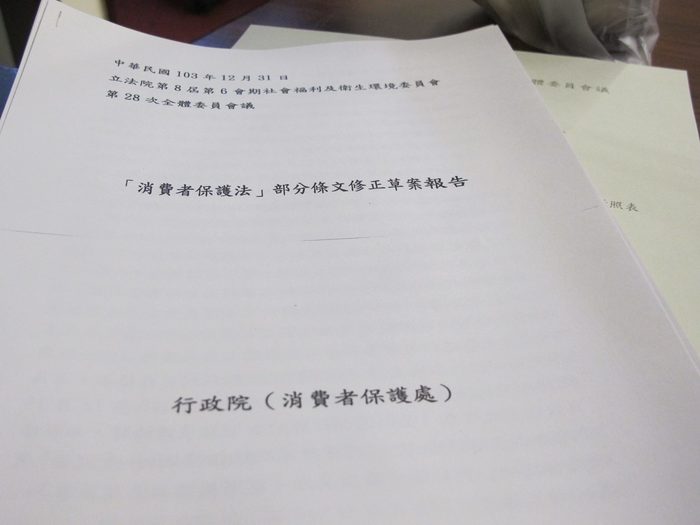 中華民國 103 年 12 月 31 日
立法院第 8 屆第 6 會期社會福利及衛生環境委員會
第 28 次全體委員會議
「消費者保護法」部分條文修正草案報告
行政院（消費者保護處）
體委員會議
照表